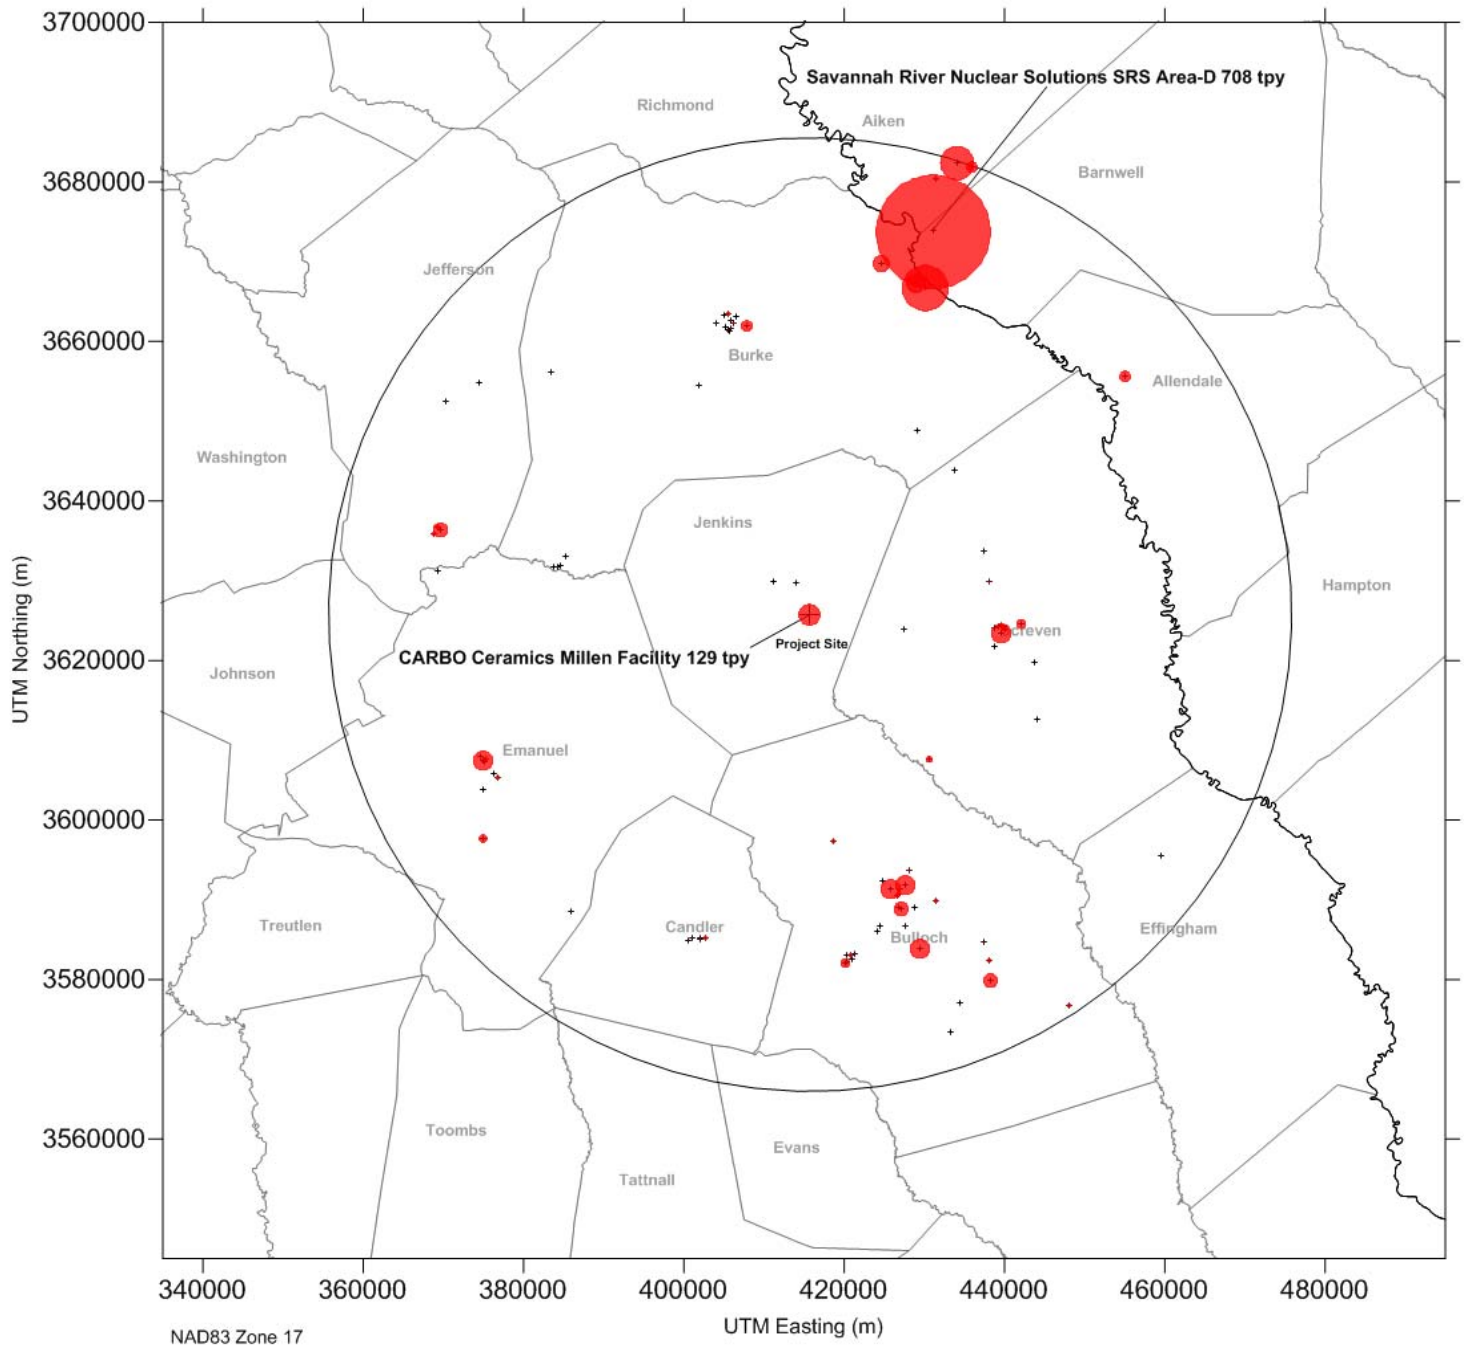 3700000
Savannah River Nuclear Solutions SRS Area-D 708 tpy
Richmond
Aiken
Barnwell
3680000
Jefferson
3660000
Burke
Allendale
Washington
3640000
Jenkins
UTM Northing (m)
Hampton
creven
Project Site
3620000
CARBO Ceramics Millen Facility 129 tpy
Johnson
Emanuel
3600000
Treutlen
Candler
Bulloch
Effingham
3580000
Toombs
3560000
Evans
Tattnall
340000 360000 380000 400000 420000 440000 460000 480000
UTM Easting (m)
NAD83 Zone 17